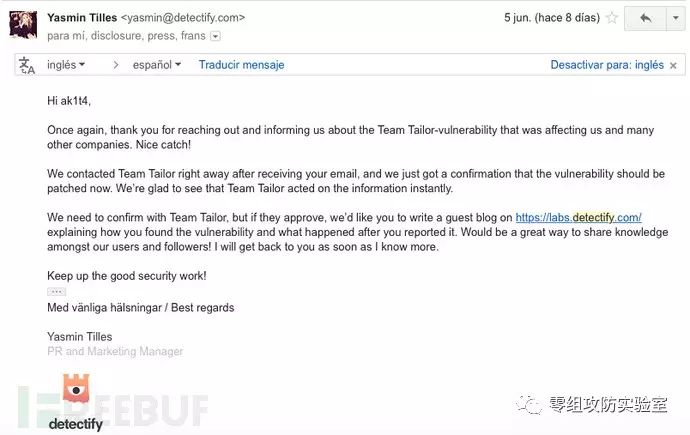 Yasmin Tilles <yasmin@detectify.com>
5 jun. (hace 8 días)
para mí, disclosure, press, frans
inglés > español Traducir mensaje
Desactivar para: inglés ×
Hi ak1t4,
Once again, thank you for reaching out and informing us about the Team Tailor-vulnerability that was affecting us and many
other companies. Nice catch!
We contacted Team Tailor right away after receiving your email, and we just got a confirmation that the vulnerability should be
patched now. We're glad to see that Team Tailor acted on the information instantly.
We need to confirm with Team Tailor, but if they approve, we'd like you to write a guest blog on https://labs.detectify.com/
explaining how you found the vulnerability and what happened after you reported it. Would be a great way to share knowledge
amongst our users and followers! I will get back to you as soon as I know more.
Keep up the good security work!
Med vänliga hälsningar / Best regards
Yasmin Tilles
PR and Marketing Manager
FREEBUF
detectify
零组攻防实验室